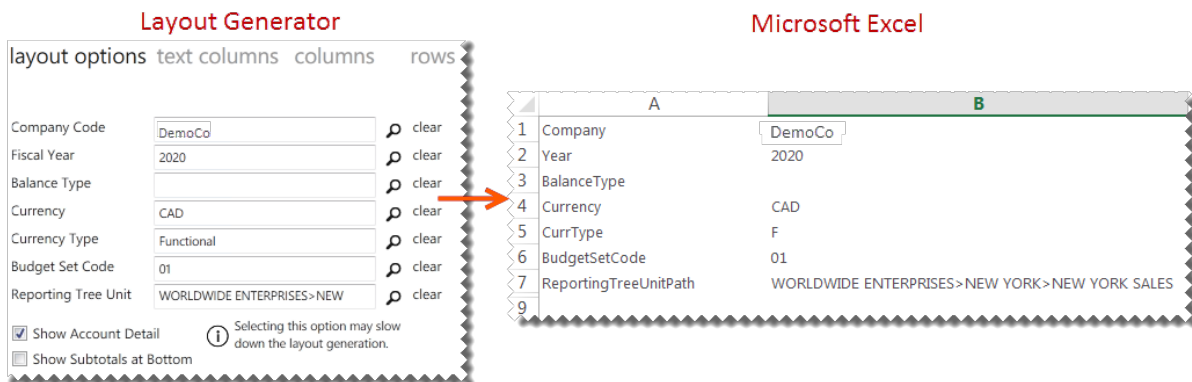 Layout Generator
layout options text columns columns rows
Company Code DemoCo clear
Fiscal Year 2020 clear
Balance Type clear
Currency CAD clear
Currency Type Functional clear
Budget Set Code 01 clear
Reporting Tree Unit WORLDWIDE ENTERPRISES>NEW clear
Show Account Detail
Selecting this option may slow
down the layout generation.
Show Subtotals at Bottom
Microsoft Excel
A B
1 Company DemoCo
2 Year 2020
3 BalanceType
4 Currency CAD
5 CurrType F
6 BudgetSetCode 01
7 ReportingTreeUnitPath WORLDWIDE ENTERPRISES>NEW YORK>NEW YORK SALES
9